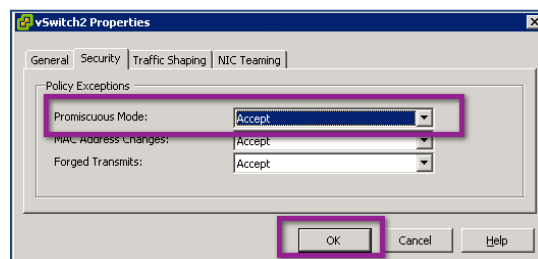 vSwitch2 Properties
General Security Traffic Shaping NIC Teaming
Policy Exceptions
Promiscuous Mode: Accept
MAC Address Changes: Accept
Forged Transmits: Accept
OK Cancel Help